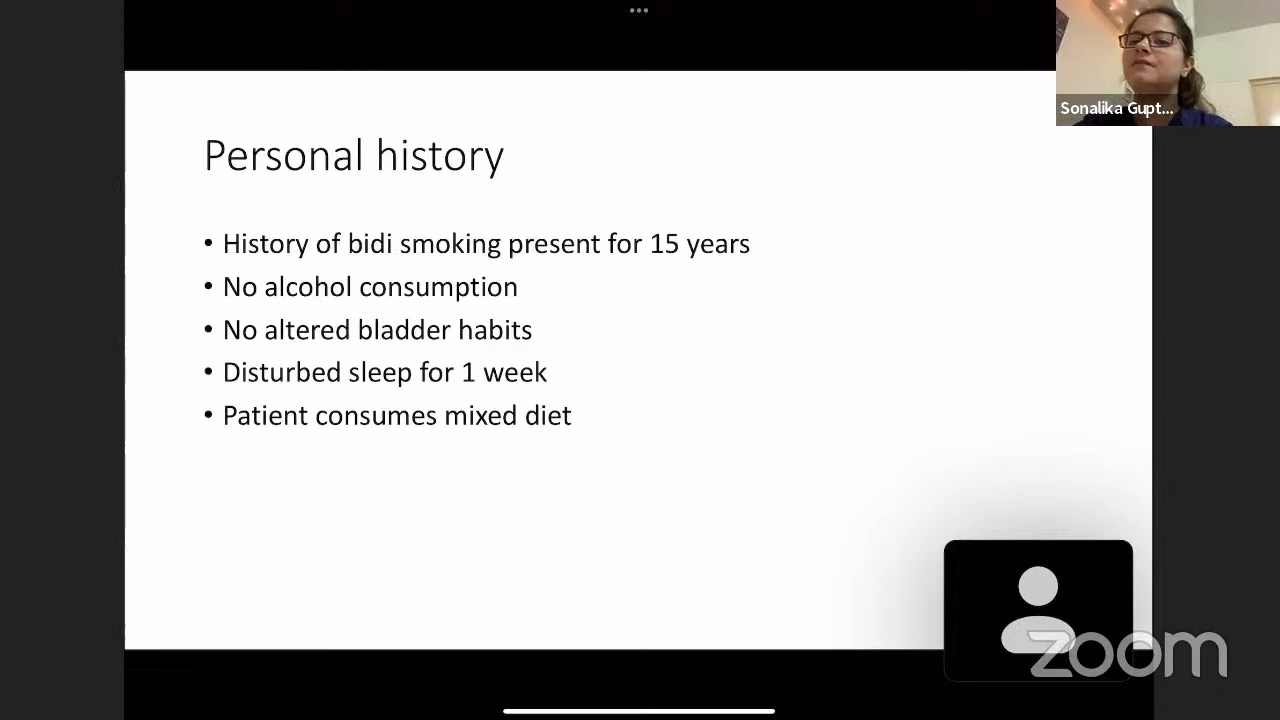 Sonalika Gupt...
Personal history
• History of bidi smoking present for 15 years
• No alcohol consumption
• No altered bladder habits
• Disturbed sleep for 1 week
• Patient consumes mixed diet
zoom